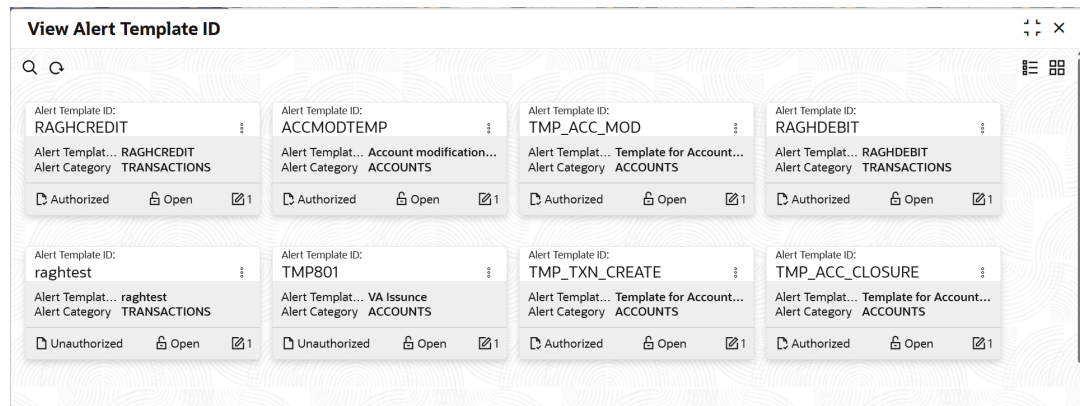 View Alert Template ID
Alert Template ID:
RAGHCREDIT
Alert Templat... RAGHCREDIT
Alert Category TRANSACTIONS
Authorized Open 1
Alert Template ID:
ACCMODTEMP
Alert Templat... Account modification...
Alert Category ACCOUNTS
Authorized Open 1
Alert Template ID:
TMP_ACC_MOD
Alert Templat... Template for Account...
Alert Category ACCOUNTS
Authorized Open 1
Alert Template ID:
RAGHDEBIT
Alert Templat... RAGHDEBIT
Alert Category TRANSACTIONS
Authorized Open 1
Alert Template ID:
raghtest
Alert Templat... raghtest
Alert Category TRANSACTIONS
Unauthorized Open 1
Alert Template ID:
TMP801
Alert Templat... VA Issunce
Alert Category ACCOUNTS
Unauthorized Open 1
Alert Template ID:
TMP_TXN_CREATE
Alert Templat... Template for Account...
Alert Category ACCOUNTS
Authorized Open 1
Alert Template ID:
TMP_ACC_CLOSURE
Alert Templat... Template for Account...
Alert Category ACCOUNTS
Authorized Open 1